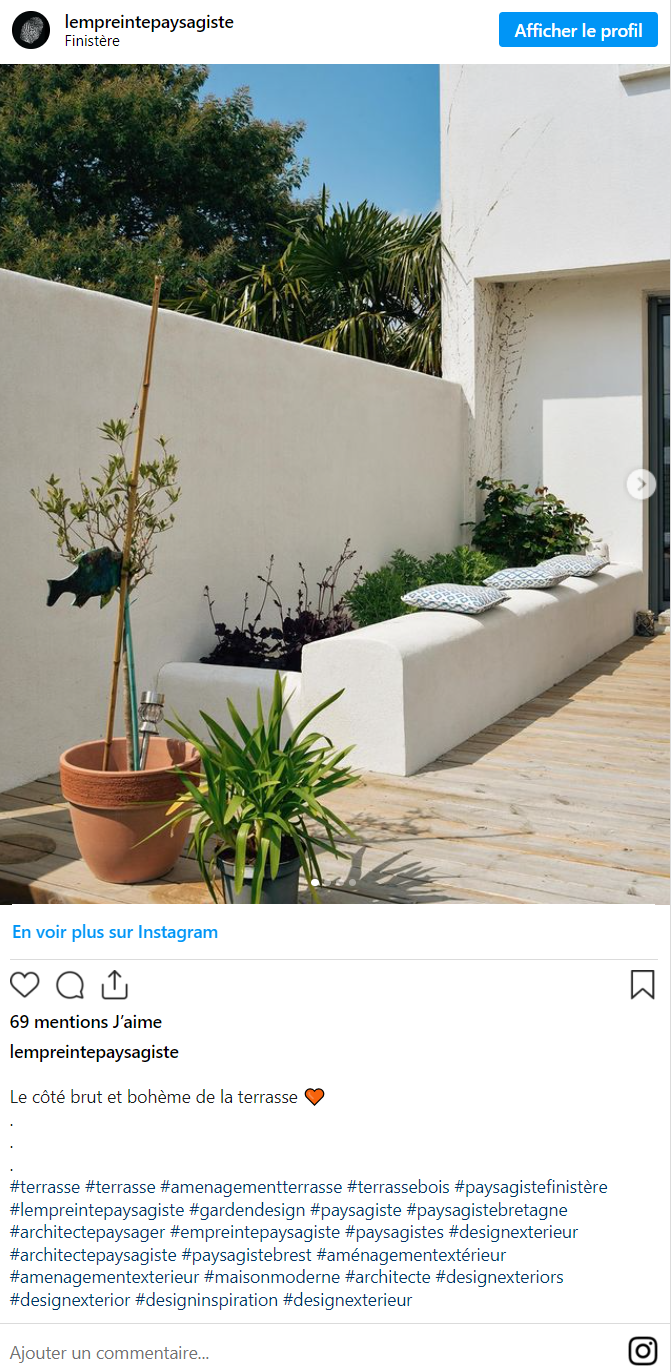 lempreintepaysagiste
Finistère
Afficher le profil
En voir plus sur Instagram
69 mentions J’aime
lempreintepaysagiste
Le côté brut et bohème de la terrasse 🧡
.
.
.
#terrasse #terrasse #amenagementterrasse #terrassebois #paysagistefinistère
#lempreintepaysagiste #gardendesign #paysagiste #paysagistebretagne
#architectepaysager #empreintepaysagiste #paysagistes #designexterieur
#architectepaysagiste #paysagistebrest #aménagementextérieur
#amenagementexterieur #maisonmoderne #architecte #designexteriors
#designexterior #designinspiration #designexterieur
Ajouter un commentaire...